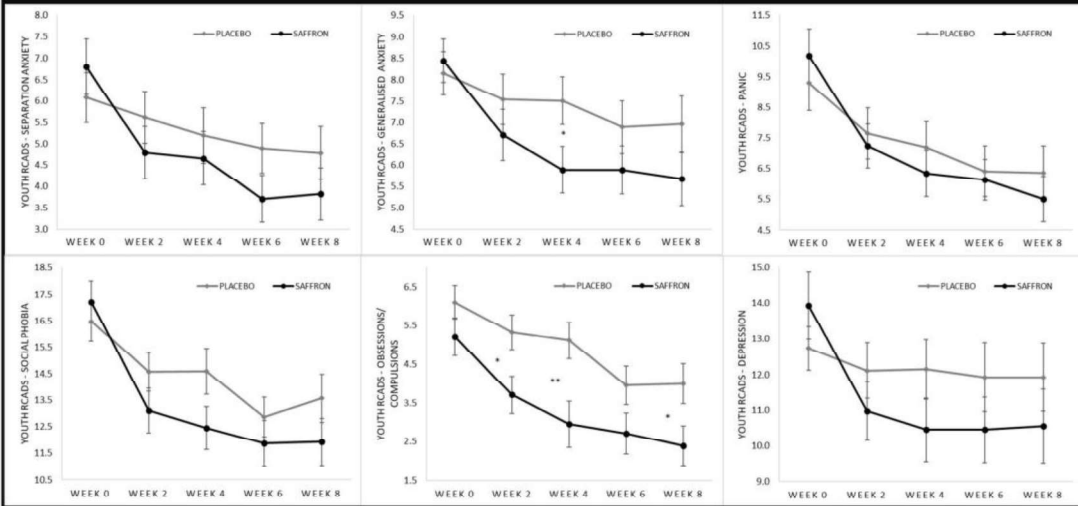 YOUTH RCADS - SEPARATION ANXIETY
8.0
7.5
7.0
6.5
6.0
5.5
5.0
4.5
4.0
3.5
3.0
PLACEBO
SAFFRON
WEEK 0
WEEK 2
WEEK 4
WEEK 6
WEEK 8
YOUTH RCADS - GENERALISED ANXIETY
9.5
9.0
8.5
8.0
7.5
7.0
6.5
6.0
5.5
5.0
4.5
PLACEBO
SAFFRON
*
WEEK 0
WEEK 2
WEEK 4
WEEK 6
WEEK 8
YOUTH RCADS - PANIC
11.5
10.5
9.5
8.5
7.5
6.5
5.5
4.5
PLACEBO
SAFFRON
WEEK 0
WEEK 2
WEEK 4
WEEK 6
WEEK 8
YOUTH RCADS - SOCIAL PHOBIA
18.5
17.5
16.5
15.5
14.5
13.5
12.5
11.5
10.5
PLACEBO
SAFFRON
WEEK 0
WEEK 2
WEEK 4
WEEK 6
WEEK 8
YOUTH RCADS - OBSESSIONS/
COMPULSIONS
6.5
5.5
4.5
3.5
2.5
1.5
PLACEBO
SAFFRON
*
**
*
WEEK 0
WEEK 2
WEEK 4
WEEK 6
WEEK 8
YOUTH RCADS - DEPRESSION
15.0
14.0
13.0
12.0
11.0
10.0
9.0
PLACEBO
SAFFRON
WEEK 0
WEEK 2
WEEK 4
WEEK 6
WEEK 8